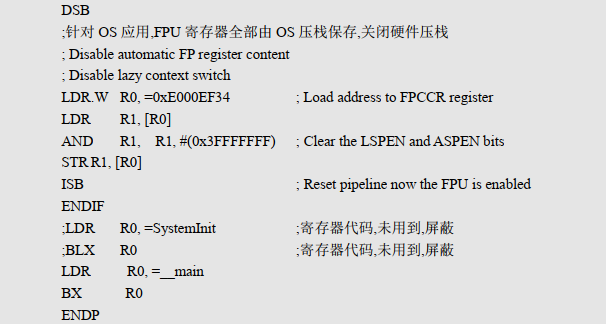 DSB
;针对 OS 应用,FPU 寄存器全部由 OS 压栈保存,关闭硬件压栈
; Disable automatic FP register content
; Disable lazy context switch
LDR.W R0, =0xE000EF34 ; Load address to FPCCR register
LDR R1, [R0]
AND R1, R1, #(0x3FFFFFFF) ; Clear the LSPEN and ASPEN bits
STR R1, [R0]
ISB ; Reset pipeline now the FPU is enabled
ENDIF
;LDR R0, =SystemInit ;寄存器代码,未用到,屏蔽
;BLX R0 ;寄存器代码,未用到,屏蔽
LDR R0, =__main
BX R0
ENDP